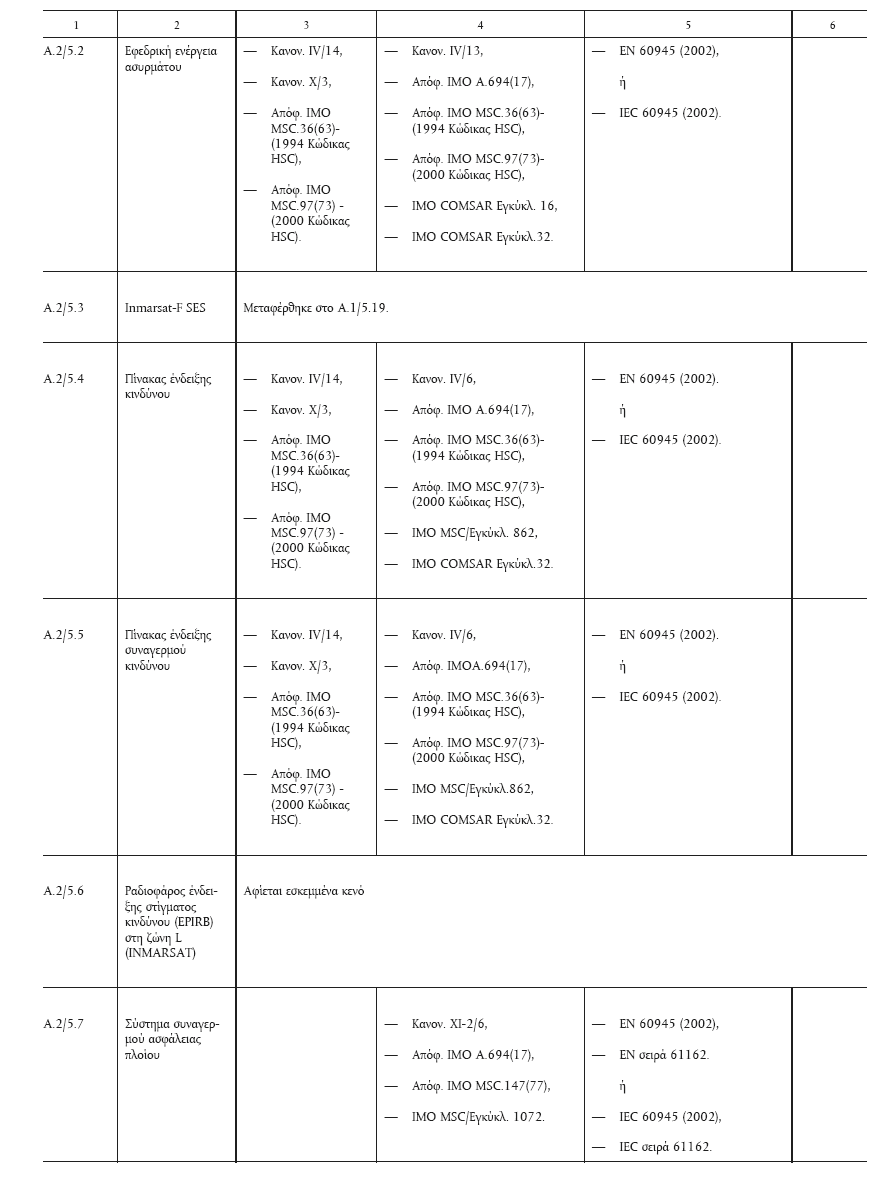 1 2 3 4 5 6
A.2/5.2
Εφεδρική ενέργεια
ασυρμάτου
— Κανον. IV/14,
— Κανον. X/3,
— Απόφ. IMO
MSC.36(63)-
(1994 Κώδικας
HSC),
— Απόφ. IMO
MSC.97(73) -
(2000 Κώδικας
HSC).
— Κανον. IV/13,
— Απόφ. IMO A.694(17),
— Απόφ. IMO MSC.36(63)-
(1994 Κώδικας HSC),
— Απόφ. IMO MSC.97(73)-
(2000 Κώδικας HSC),
— IMO COMSAR Εγκύκλ. 16,
— IMO COMSAR Εγκύκλ.32.
— EN 60945 (2002),
ή
— IEC 60945 (2002).
A.2/5.3
Inmarsat-F SES
Μεταφέρθηκε στο A.1/5.19.
A.2/5.4
Πίνακας ένδειξης
κινδύνου
— Κανον. IV/14,
— Κανον. X/3,
— Απόφ. IMO
MSC.36(63)-
(1994 Κώδικας
HSC),
— Απόφ. IMO
MSC.97(73) -
(2000 Κώδικας
HSC).
— Κανον. IV/6,
— Απόφ. IMO A.694(17),
— Απόφ. IMO MSC.36(63)-
(1994 Κώδικας HSC),
— Απόφ. IMO MSC.97(73)-
(2000 Κώδικας HSC),
— IMO MSC/Εγκύκλ. 862,
— IMO COMSAR Εγκύκλ.32.
— EN 60945 (2002).
ή
— IEC 60945 (2002).
A.2/5.5
Πίνακας ένδειξης
συναγερμού
κινδύνου
— Κανον. IV/14,
— Κανον. X/3,
— Απόφ. IMO
MSC.36(63)-
(1994 Κώδικας
HSC),
— Απόφ. IMO
MSC.97(73) -
(2000 Κώδικας
HSC).
— Κανον. IV/6,
— Απόφ. IMOA.694(17),
— Απόφ. IMO MSC.36(63)-
(1994 Κώδικας HSC),
— Απόφ. IMO MSC.97(73)-
(2000 Κώδικας HSC),
— IMO MSC/Εγκύκλ.862,
— IMO COMSAR Εγκύκλ.32.
— EN 60945 (2002).
ή
— IEC 60945 (2002).
A.2/5.6
Ραδιοφάρος ένδει-
ξης στίγματος
κινδύνου (EPIRB)
στη ζώνη L
(INMARSAT)
Αφίεται εσκεμμένα κενό
A.2/5.7
Σύστημα συναγερ-
μού ασφάλειας
πλοίου
— Κανον. XI-2/6,
— Απόφ. IMO A.694(17),
— Απόφ. IMO MSC.147(77),
— IMO MSC/Εγκύκλ. 1072.
— EN 60945 (2002),
— EN σειρά 61162.
ή
— IEC 60945 (2002),
— IEC σειρά 61162.